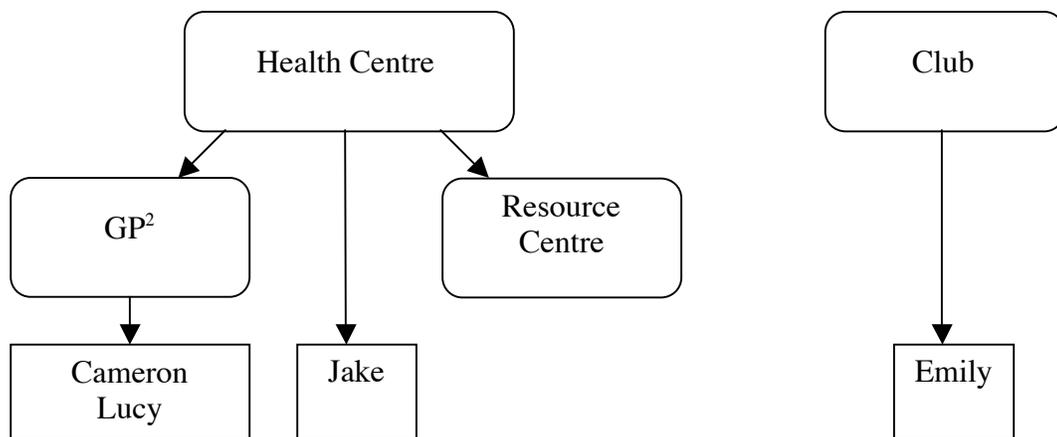 Health Centre
Club
GP²
Resource
Centre
Cameron
Lucy
Jake
Emily